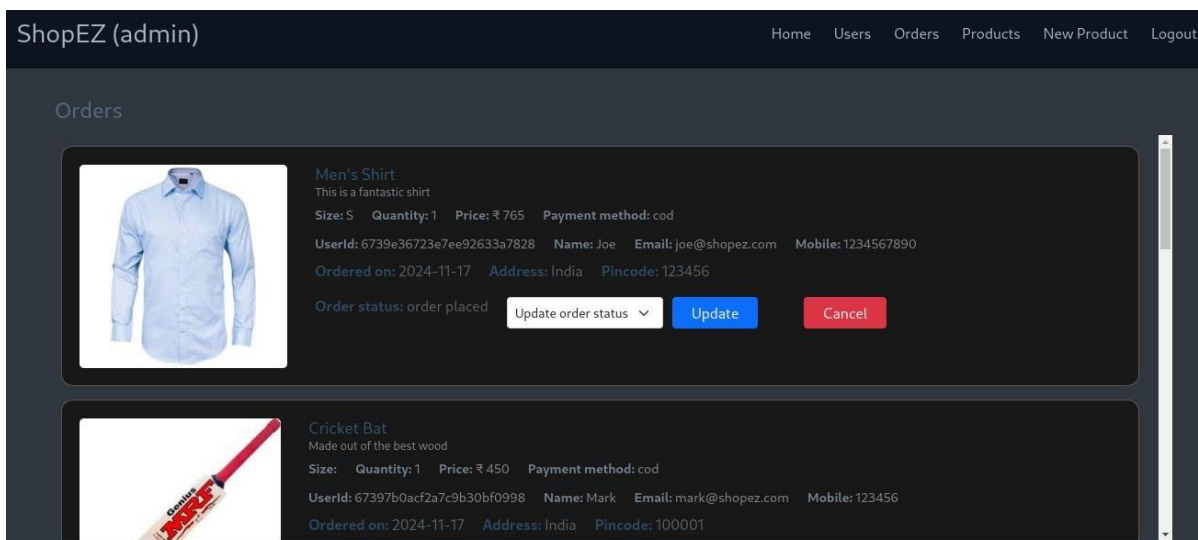 ShopEZ (admin)
Home Users Orders Products New Product Logout
Orders
Men's Shirt
This is a fantastic shirt
Size: S Quantity: 1 Price: ₹ 765 Payment method: cod
UserId: 6739e36723e7ee92633a7828 Name: Joe Email: joe@shopez.com Mobile: 1234567890
Ordered on: 2024-11-17 Address: India Pincode: 123456
Order status: order placed Update order status Update Cancel
Cricket Bat
Made out of the best wood
Size: Quantity: 1 Price: ₹ 450 Payment method: cod
UserId: 67397b0acf2a7c9b30bf0998 Name: Mark Email: mark@shopez.com Mobile: 123456
Ordered on: 2024-11-17 Address: India Pincode: 100001
Genius
MRF